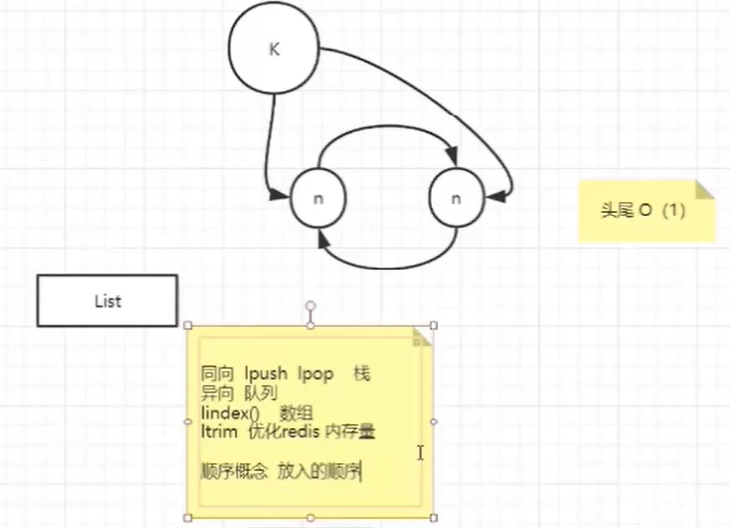 K
n
n
头尾 O（1）
List
同向 lpush lpop 栈
异向 队列
lindex() 数组
ltrim 优化redis 内存量
顺序概念 放入的顺序